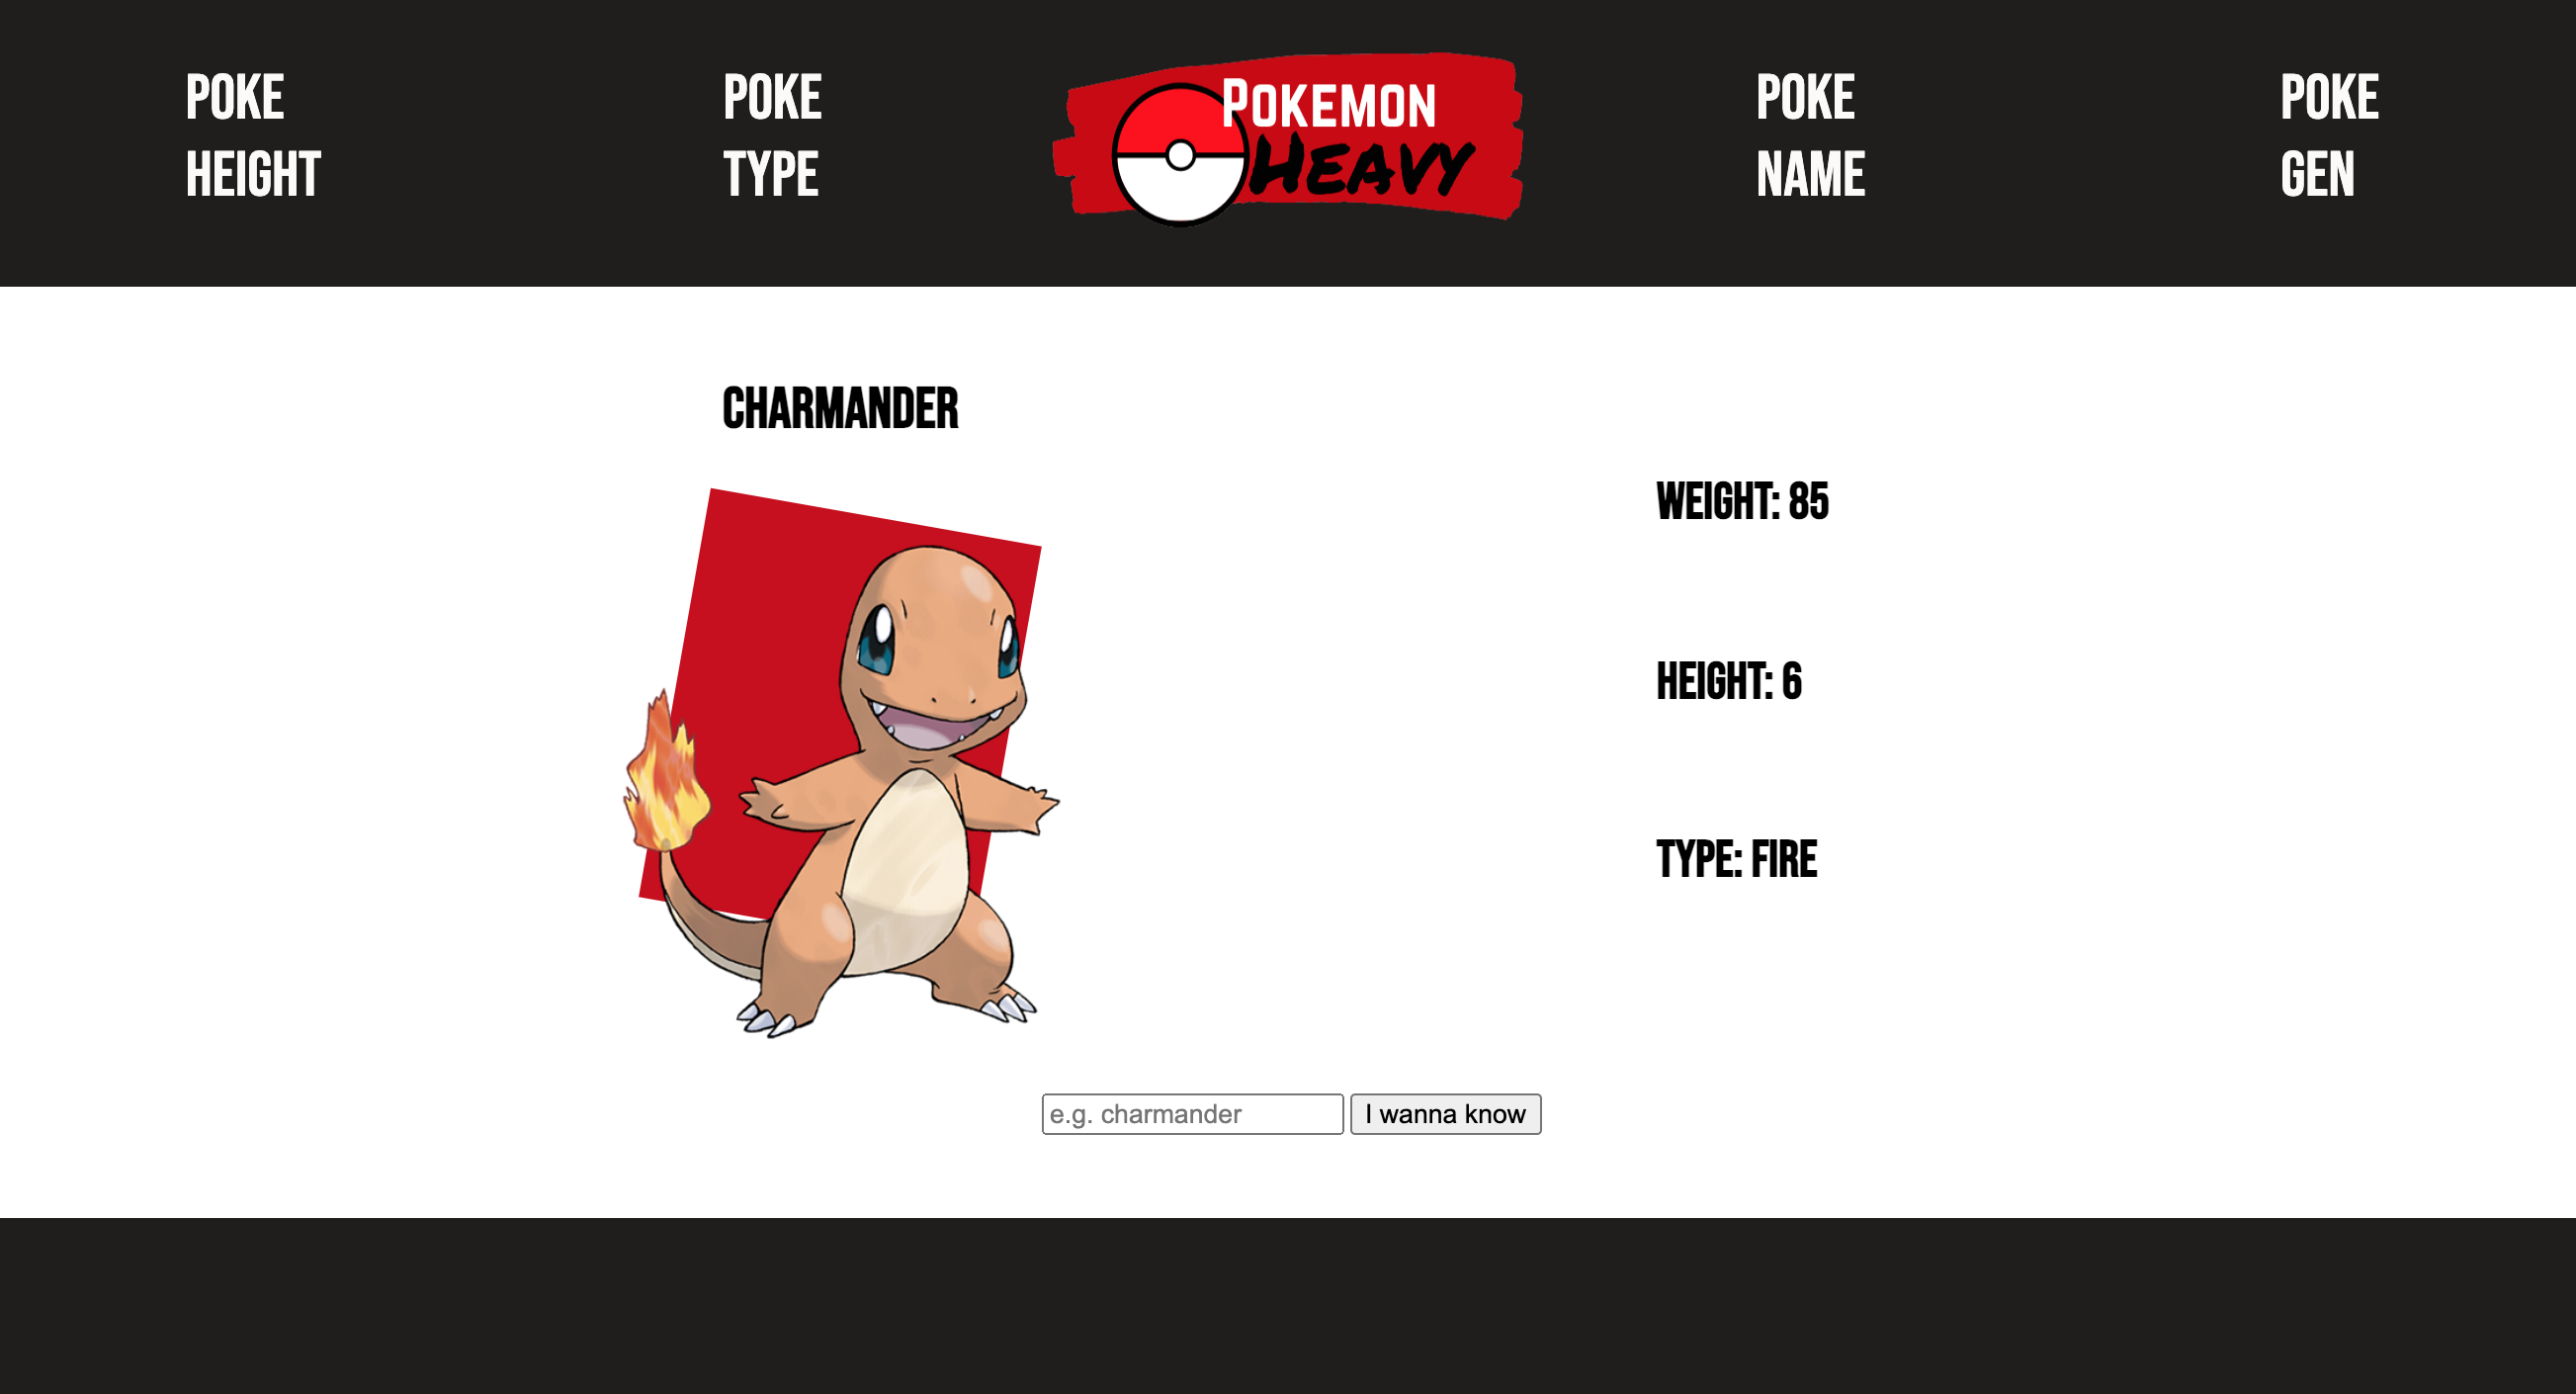 POKE
HEIGHT
POKE
TYPE
POKEMON
HEAVY
POKE
NAME
POKE
GEN
CHARMANDER
WEIGHT: 85
HEIGHT: 6
TYPE: FIRE
e.g. charmander
I wanna know